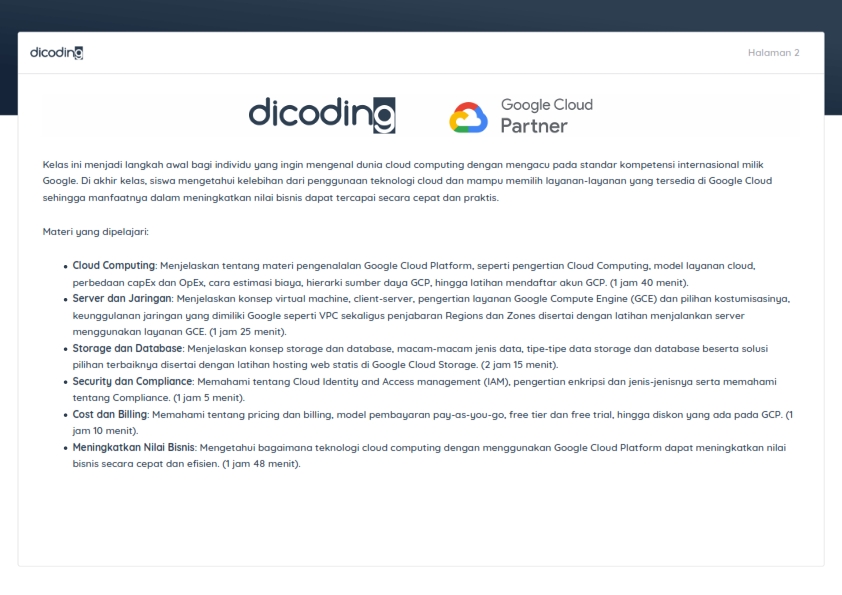 dicoding
Halaman 2
dicoding
Google Cloud
Partner
Kelas ini menjadi langkah awal bagi individu yang ingin mengenal dunia cloud computing dengan mengacu pada standar kompetensi internasional milik
Google. Di akhir kelas, siswa mengetahui kelebihan dari penggunaan teknologi cloud dan mampu memilih layanan-layanan yang tersedia di Google Cloud
sehingga manfaatnya dalam meningkatkan nilai bisnis dapat tercapai secara cepat dan praktis.
Materi yang dipelajari:
• Cloud Computing: Menjelaskan tentang materi pengenalalan Google Cloud Platform, seperti pengertian Cloud Computing, model layanan cloud,
perbedaan capEx dan OpEx, cara estimasi biaya, hierarki sumber daya GCP, hingga latihan mendaftar akun GCP. (1 jam 40 menit).
• Server dan Jaringan: Menjelaskan konsep virtual machine, client-server, pengertian layanan Google Compute Engine (GCE) dan pilihan kostumisasinya,
keunggulanan jaringan yang dimiliki Google seperti VPC sekaligus penjabaran Regions dan Zones disertai dengan latihan menjalankan server
menggunakan layanan GCE. (1 jam 25 menit).
• Storage dan Database: Menjelaskan konsep storage dan database, macam-macam jenis data, tipe-tipe data storage dan database beserta solusi
pilihan terbaiknya disertai dengan latihan hosting web statis di Google Cloud Storage. (2 jam 15 menit).
• Security dan Compliance: Memahami tentang Cloud Identity and Access management (IAM), pengertian enkripsi dan jenis-jenisnya serta memahami
tentang Compliance. (1 jam 5 menit).
• Cost dan Billing: Memahami tentang pricing dan billing, model pembayaran pay-as-you-go, free tier dan free trial, hingga diskon yang ada pada GCP. (1
jam 10 menit).
• Meningkatkan Nilai Bisnis: Mengetahui bagaimana teknologi cloud computing dengan menggunakan Google Cloud Platform dapat meningkatkan nilai
bisnis secara cepat dan efisien. (1 jam 48 menit).